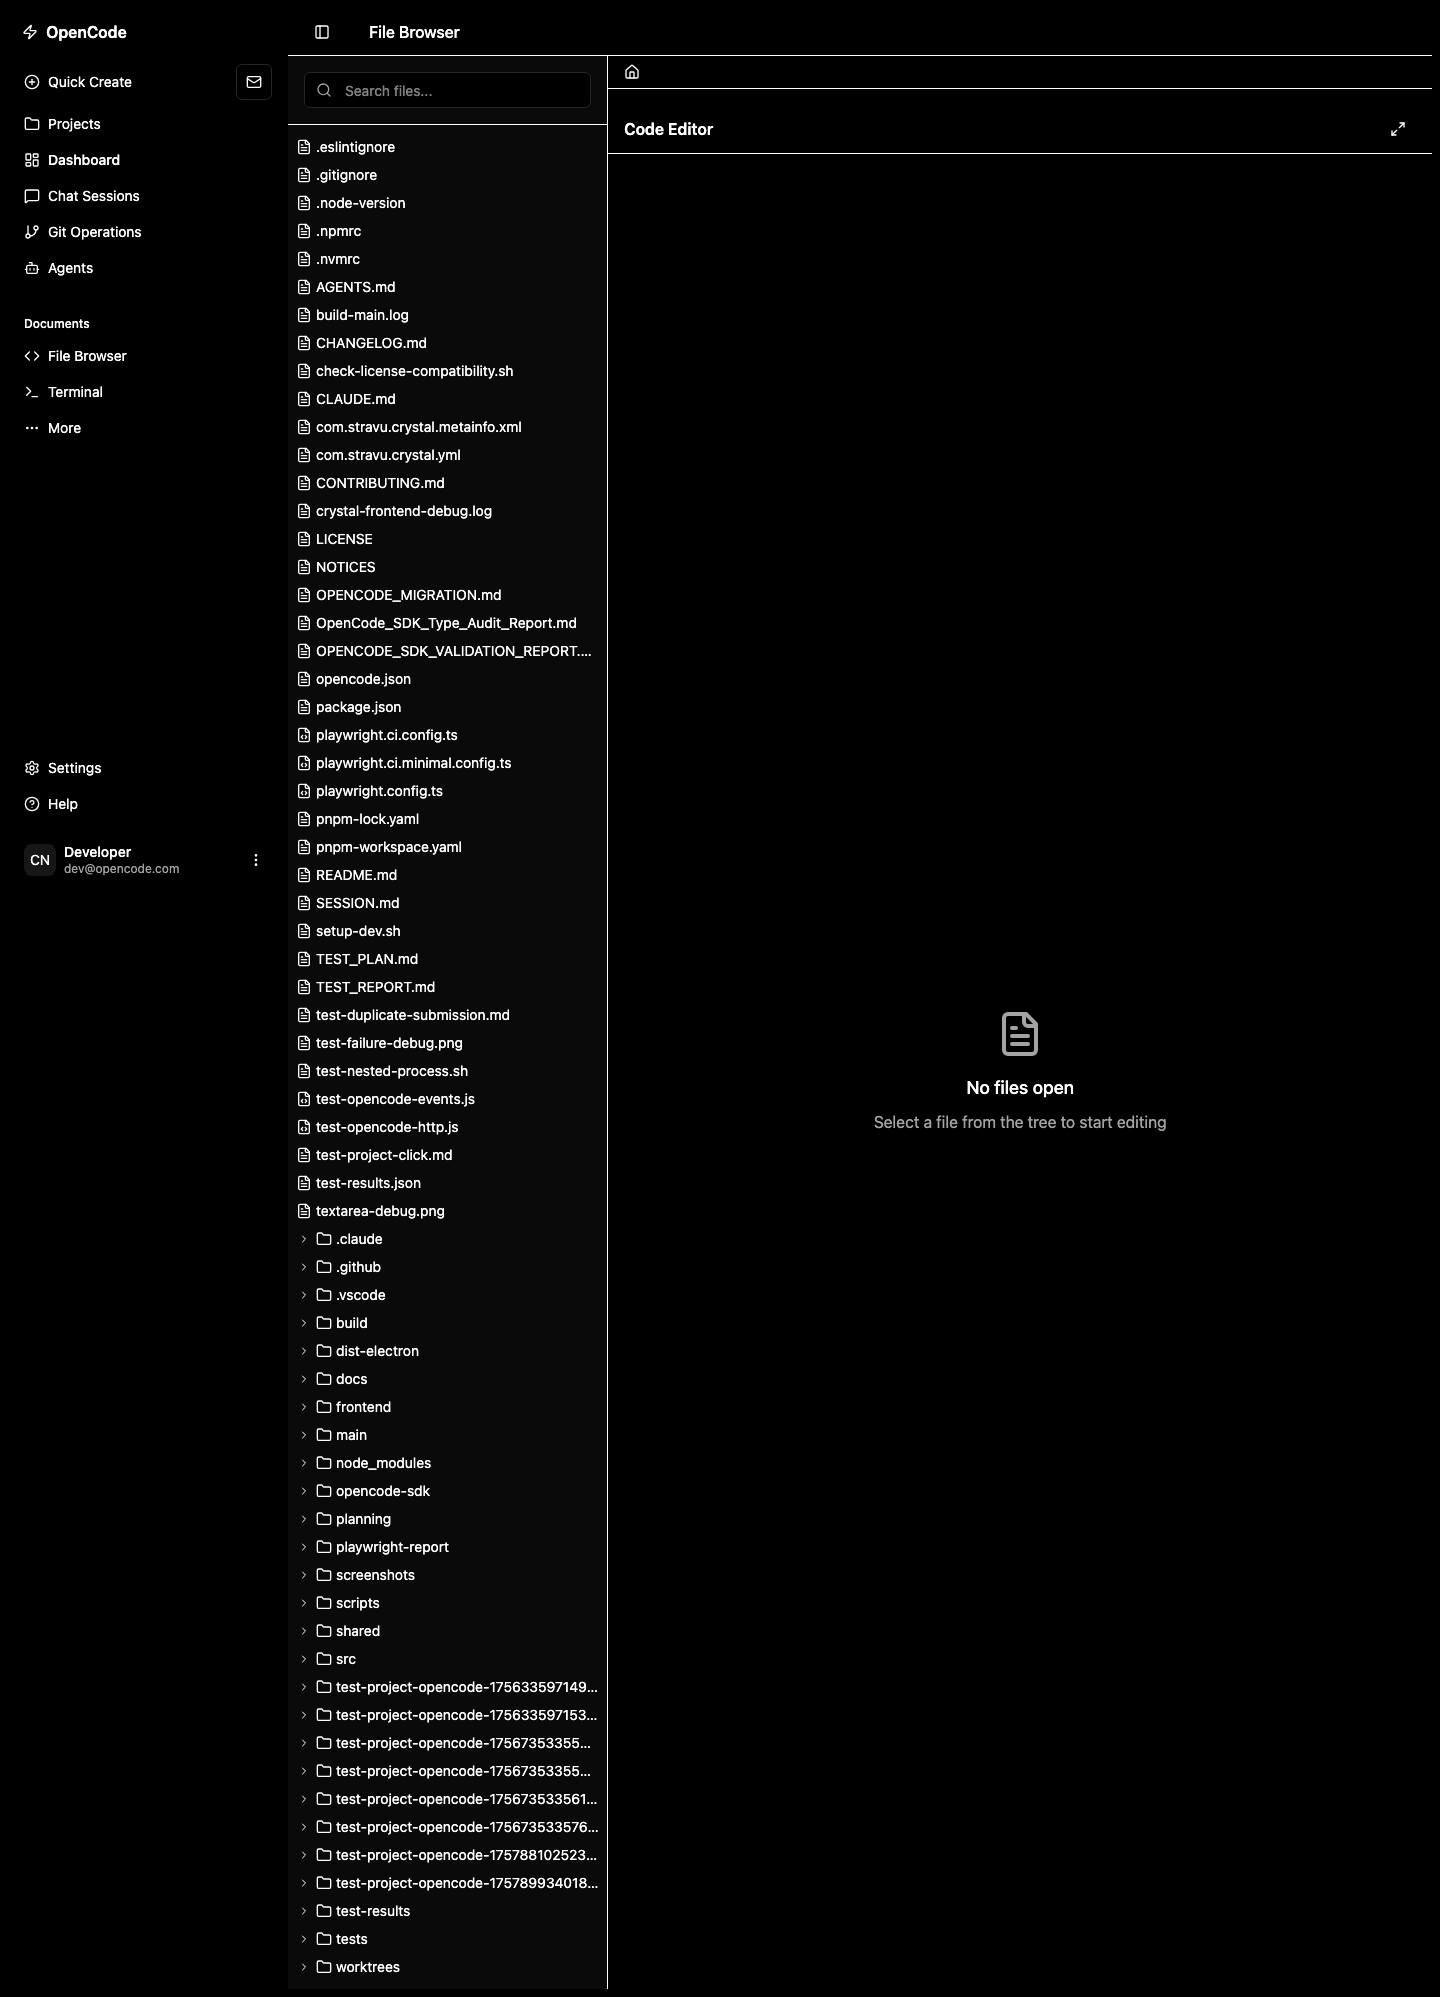 OpenCode
Quick Create
Projects
Dashboard
Chat Sessions
Git Operations
Agents
Documents
File Browser
Terminal
More
Settings
Help
CN
Developer
dev@opencode.com
File Browser
Search files...
.eslintignore
.gitignore
.node-version
.npmrc
.nvmrc
AGENTS.md
build-main.log
CHANGELOG.md
check-license-compatibility.sh
CLAUDE.md
com.stravu.crystal.metainfo.xml
com.stravu.crystal.yml
CONTRIBUTING.md
crystal-frontend-debug.log
LICENSE
NOTICES
OPENCODE_MIGRATION.md
OpenCode_SDK_Type_Audit_Report.md
OPENCODE_SDK_VALIDATION_REPORT....
opencode.json
package.json
playwright.ci.config.ts
playwright.ci.minimal.config.ts
playwright.config.ts
pnpm-lock.yaml
pnpm-workspace.yaml
README.md
SESSION.md
setup-dev.sh
TEST_PLAN.md
TEST_REPORT.md
test-duplicate-submission.md
test-failure-debug.png
test-nested-process.sh
test-opencode-events.js
test-opencode-http.js
test-project-click.md
test-results.json
textarea-debug.png
.claude
.github
.vscode
build
dist-electron
docs
frontend
main
node_modules
opencode-sdk
planning
playwright-report
screenshots
scripts
shared
src
test-project-opencode-175633597149...
test-project-opencode-175633597153...
test-project-opencode-17567353355...
test-project-opencode-17567353355...
test-project-opencode-175673533561...
test-project-opencode-175673533576...
test-project-opencode-175788102523...
test-project-opencode-175789934018...
test-results
tests
worktrees
Code Editor
No files open
Select a file from the tree to start editing